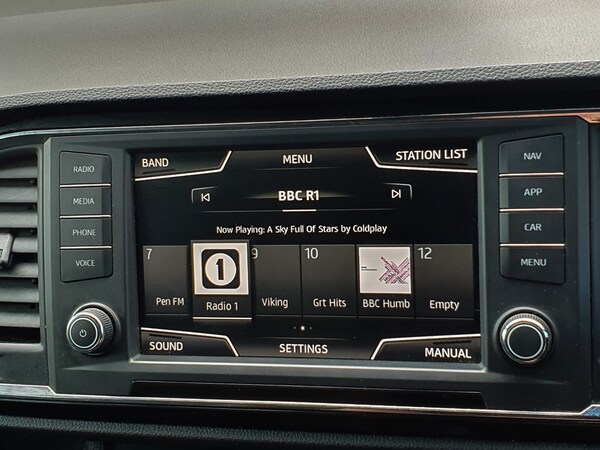 BAND
MENU
STATION LIST
BBC R1
Now Playing: A Sky Full Of Stars by Coldplay
7
9
10
12
1
Pen FM
Radio 1
Viking
Grt Hits
BBC Humb
Empty
SOUND
SETTINGS
MANUAL
RADIO
MEDIA
PHONE
VOICE
NAV
APP
CAR
MENU